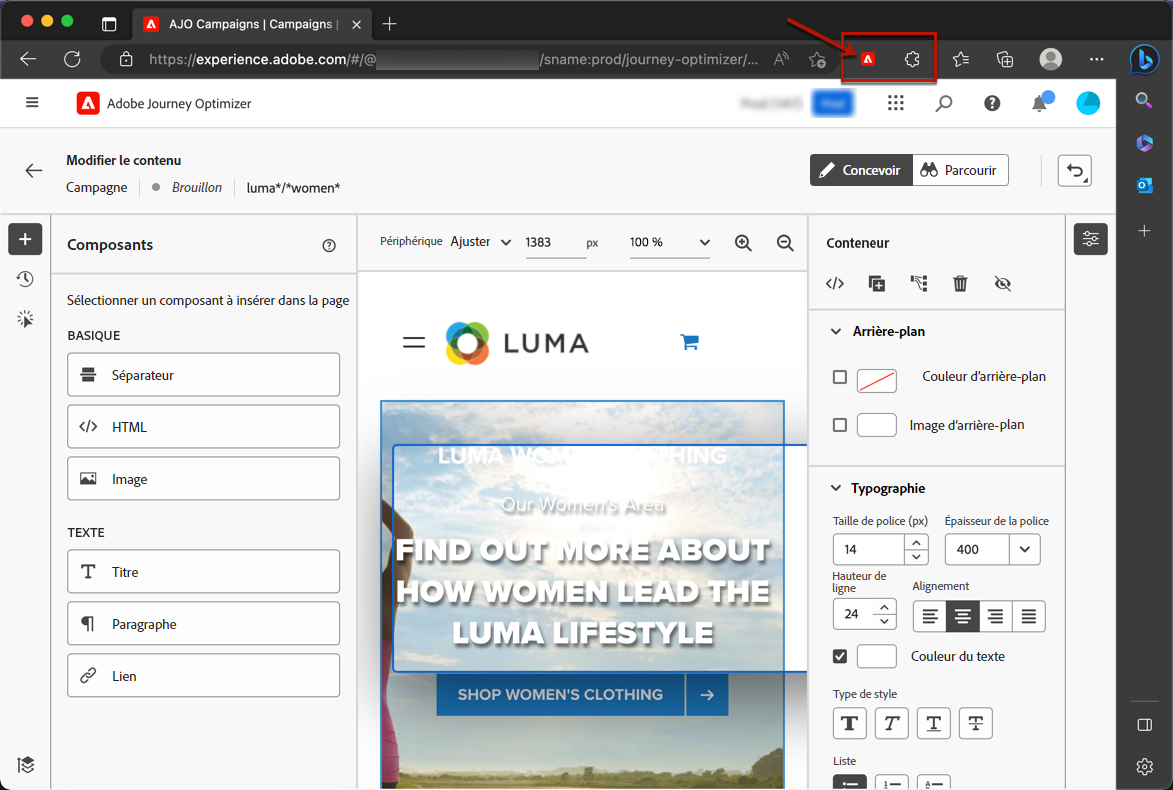 AJO Campaigns | Campaigns |
https://experience.adobe.com/#/@ /sname:prod/journey-optimizer/...
Adobe Journey Optimizer
Modifier le contenu
Campagne Brouillon luma*/*women*
Concevoir Parcourir
Composants
Périphérique Ajuster 1383 px 100 %
Conteneur
Sélectionner un composant à insérer dans la page
BASIQUE
Séparateur
HTML
Image
TEXTE
Titre
Paragraphe
Lien
LUMA
LUMA WOMEN'S CLOTHING
Our Women's Area
FIND OUT MORE ABOUT
HOW WOMEN LEAD THE
LUMA LIFESTYLE
SHOP WOMEN'S CLOTHING
Arrière-plan
Couleur d'arrière-plan
Image d'arrière-plan
Typographie
Taille de police (px) Épaisseur de la police
14 400
Hauteur de
ligne
Alignement
24
Couleur du texte
Type de style
T T T T
Liste